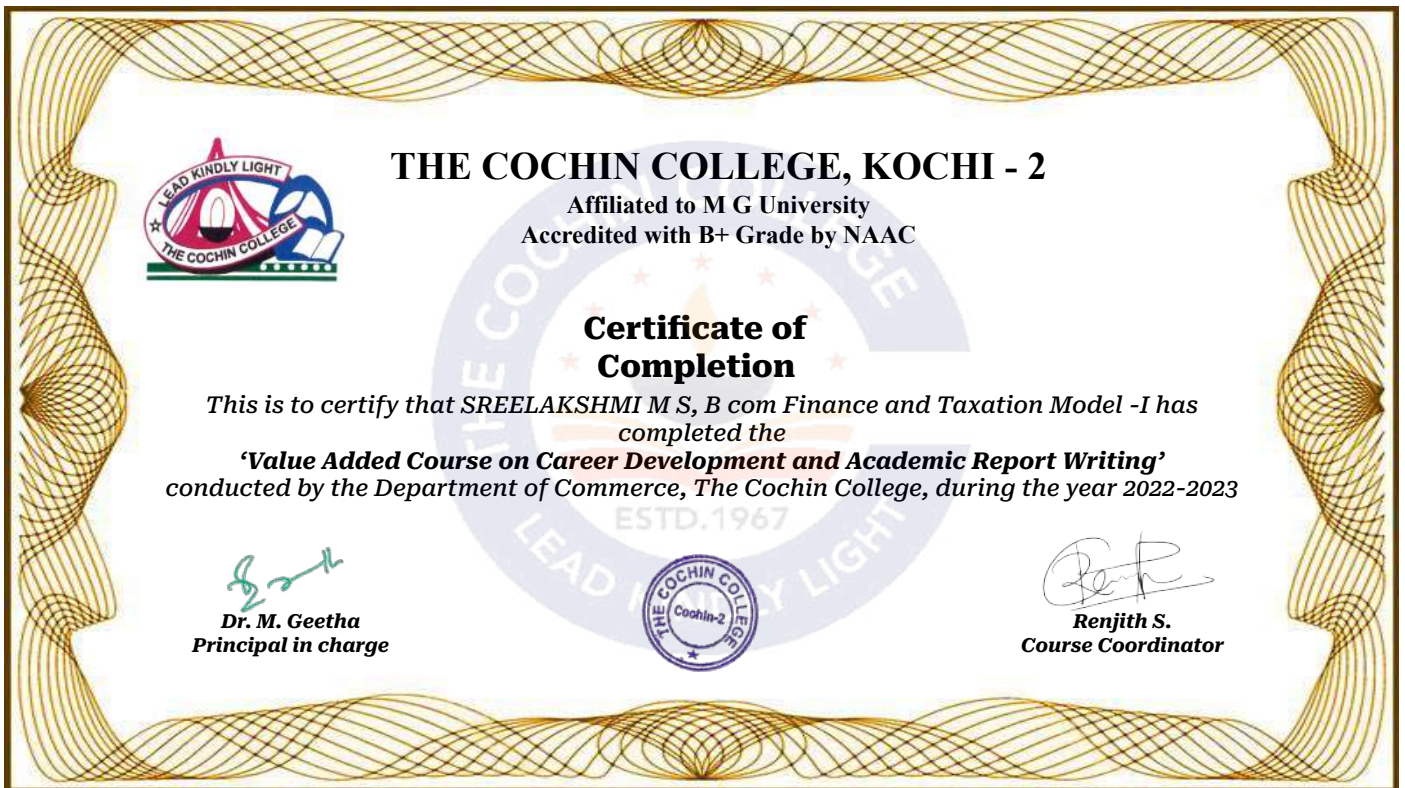 LEAD KINDLY LIGHT
THE COCHIN COLLEGE
THE COCHIN COLLEGE, KOCHI - 2
Affiliated to M G University
Accredited with B+ Grade by NAAC
Certificate of
Completion
This is to certify that SREELAKSHMI M S, B com Finance and Taxation Model -I has
completed the
‘Value Added Course on Career Development and Academic Report Writing’
conducted by the Department of Commerce, The Cochin College, during the year 2022-2023
THE COCHIN COLLEGE
ESTD.1967
LEAD KINDLY LIGHT
Dr. M. Geetha
Principal in charge
THE COCHIN COLLEGE
Cochin-2
Renjith S.
Course Coordinator